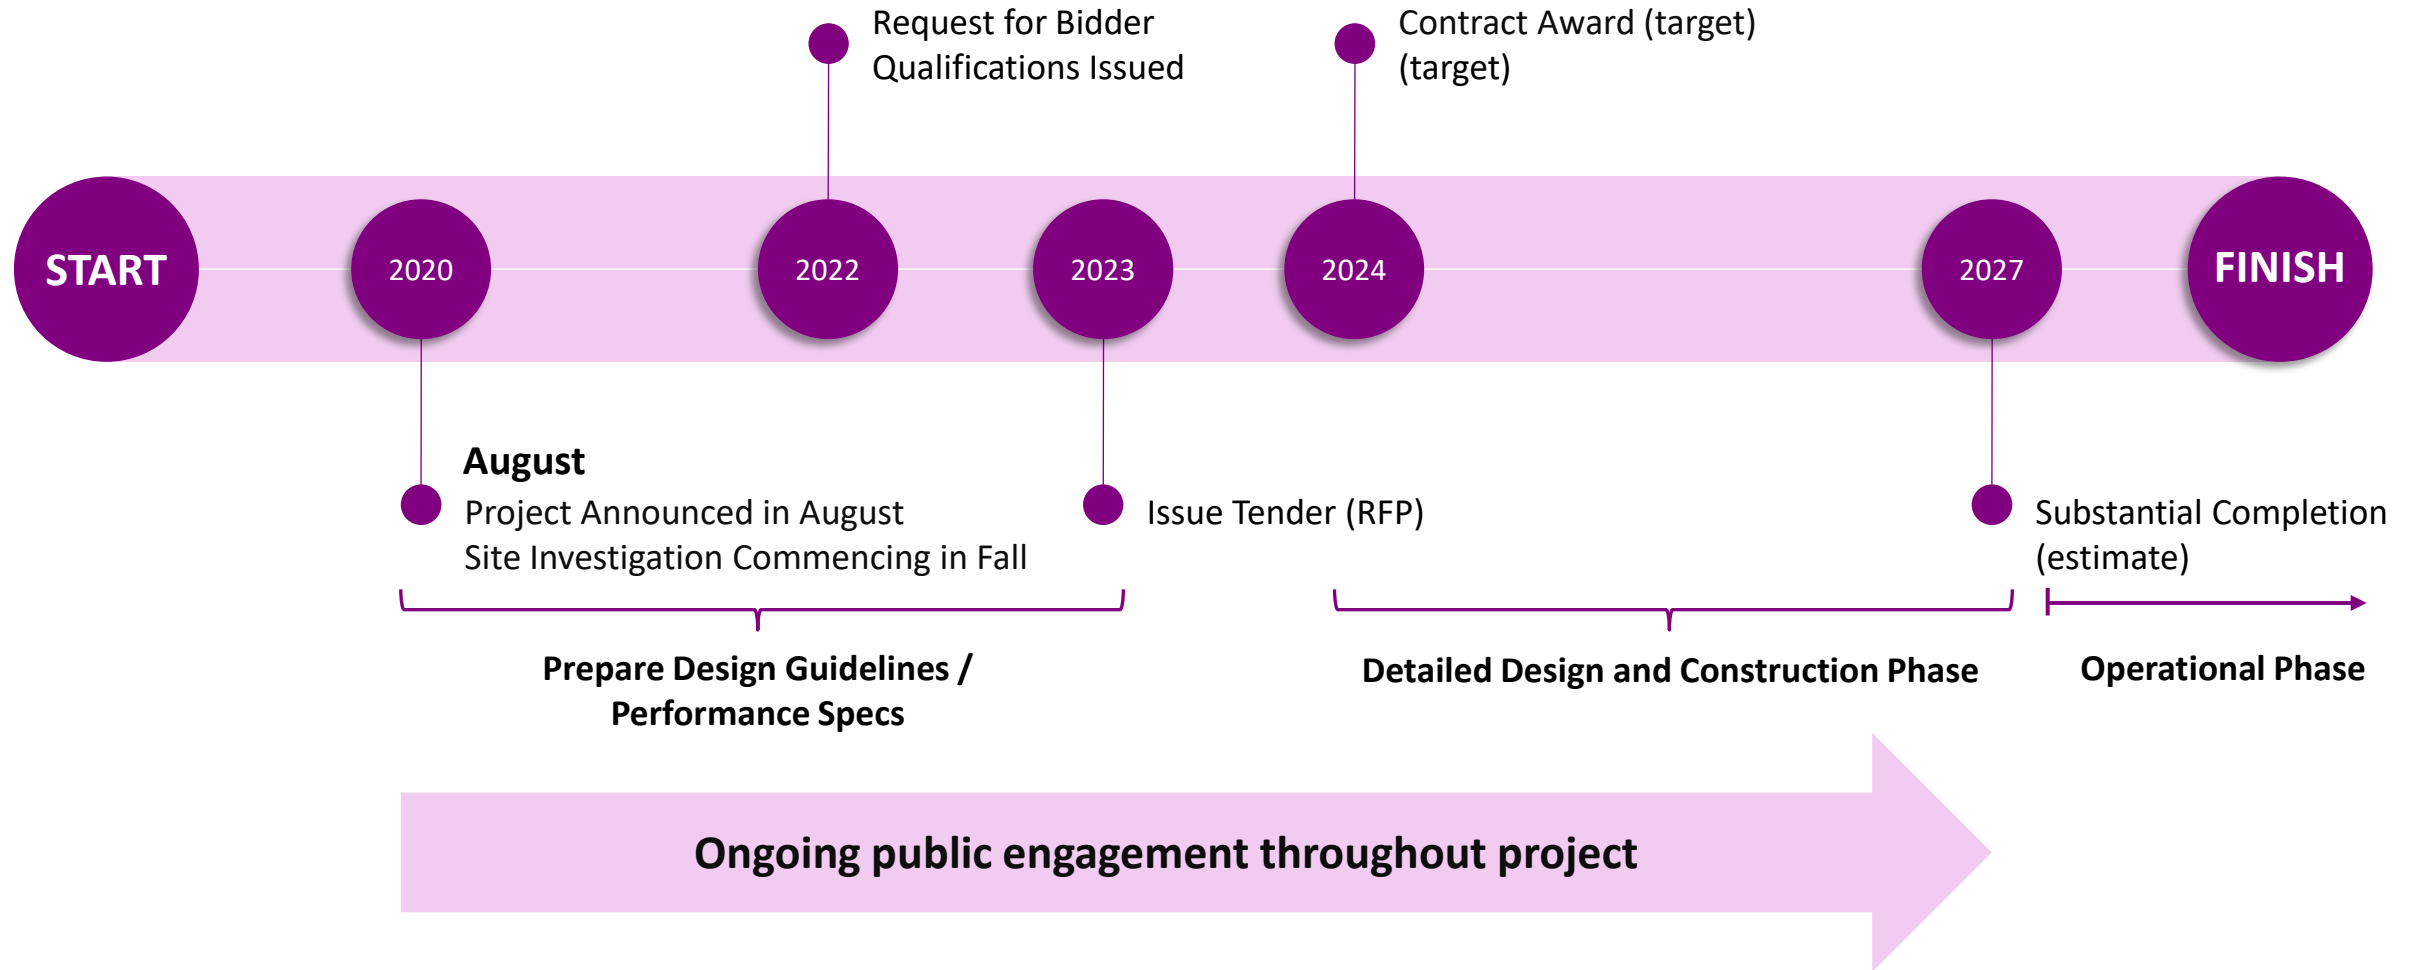 Request for Bidder
Qualifications Issued
Contract Award (target)
(target)
START
2020
2022
2023
2024
2027
FINISH
August
Project Announced in August
Site Investigation Commencing in Fall
Issue Tender (RFP)
Substantial Completion
(estimate)
Prepare Design Guidelines /
Performance Specs
Detailed Design and Construction Phase
Operational Phase
Ongoing public engagement throughout project